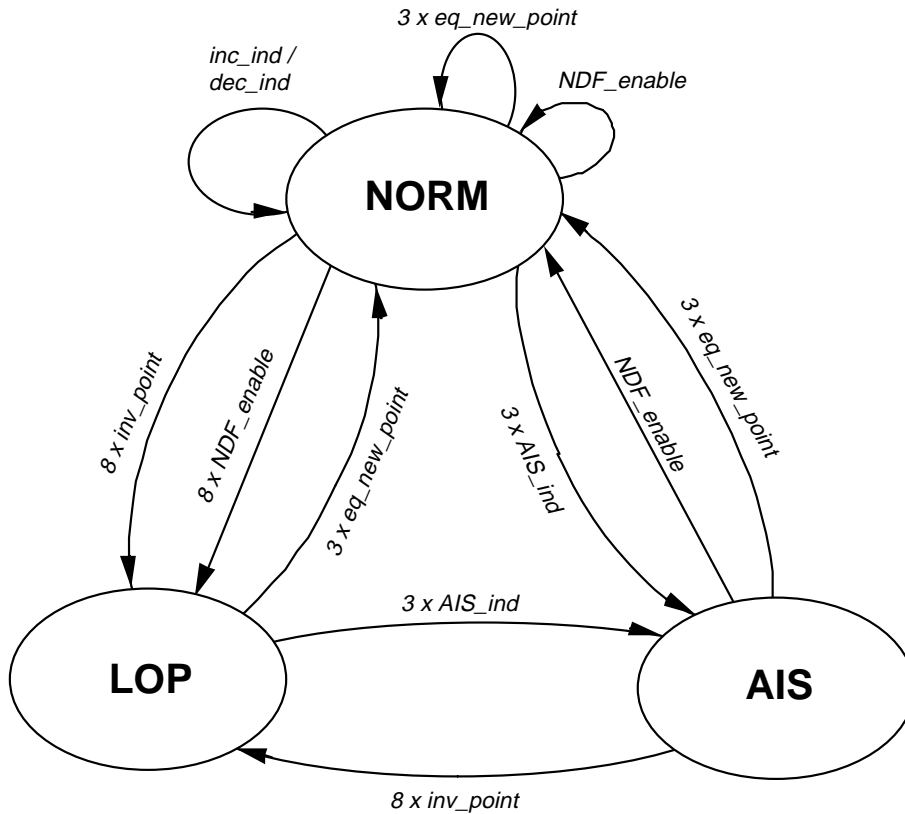 3 x eq_new_point
inc_ind /
dec_ind
NDF_enable
NORM
8 x inv_point
8 x NDF_enable
3 x eq_new_point
3 x AIS_ind
NDF_enable
3 x eq_new_point
3 x AIS_ind
LOP
AIS
8 x inv_point